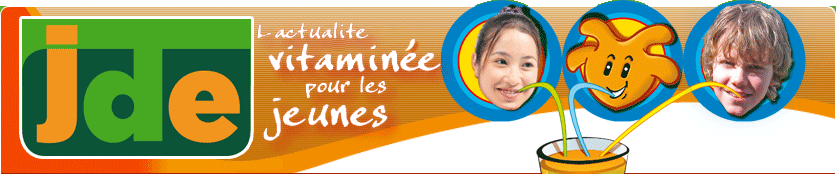 jde
L'actualite
vitaminée
pour les
jeunes